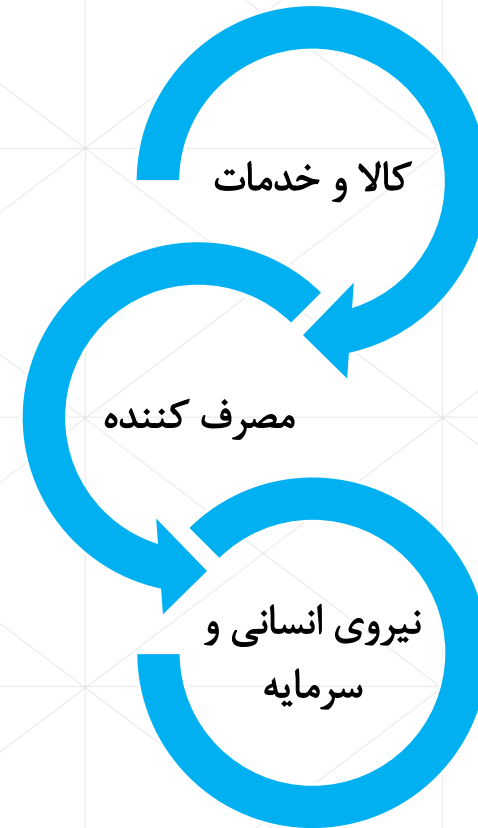 کالا و خدمات
مصرف کننده
نیروی انسانی و
سرمایه